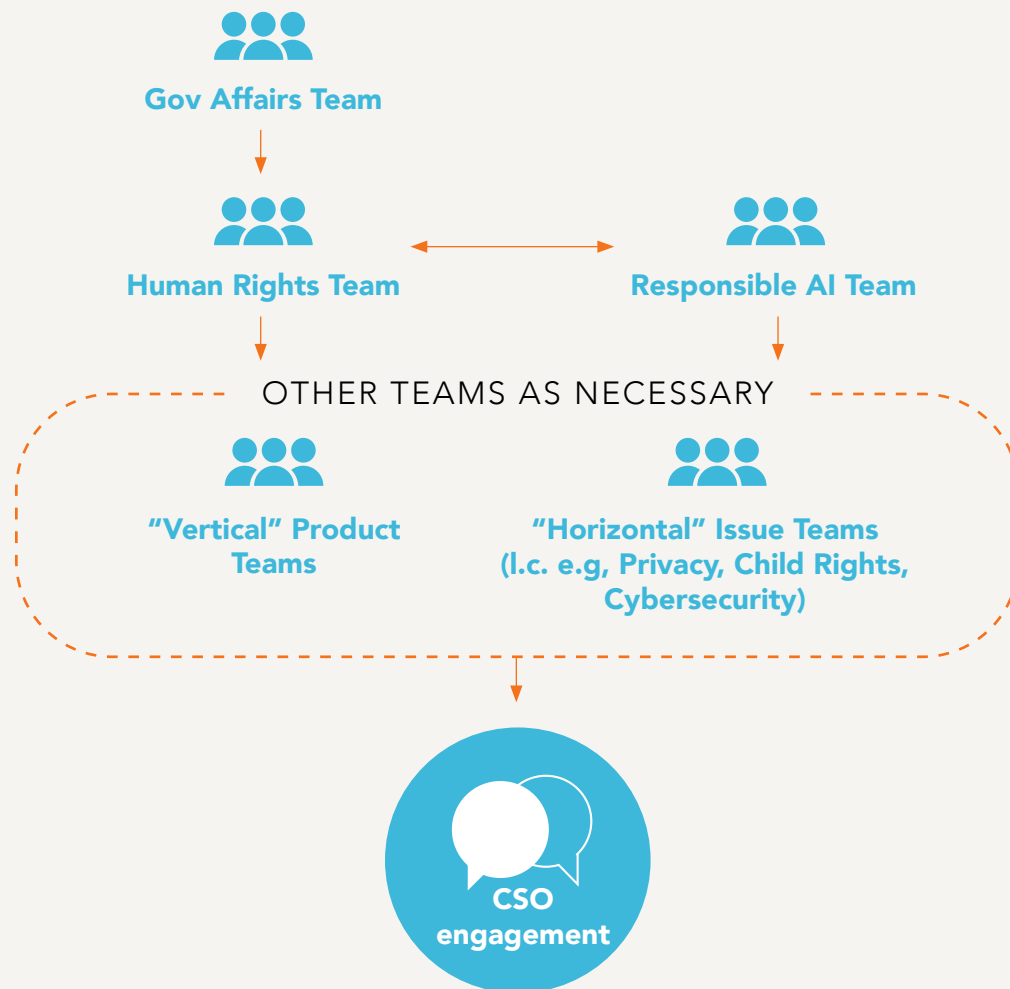 Gov Affairs Team
Human Rights Team
Responsible AI Team
OTHER TEAMS AS NECESSARY
“Vertical” Product
Teams
“Horizontal” Issue Teams
(l.c. e.g, Privacy, Child Rights,
Cybersecurity)
CSO
engagement